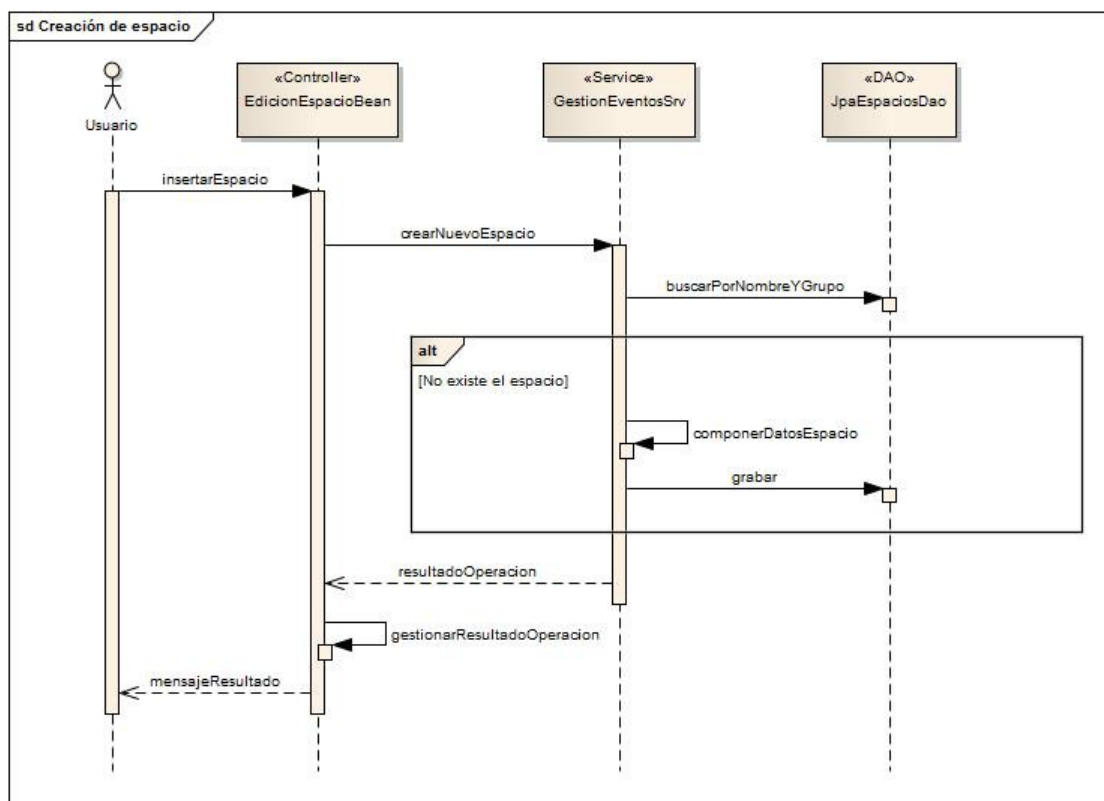 sd Creación de espacio
Usuario
«Controller»
EdicionEspacioBean
«Service»
GestionEventosSrv
«DAO»
JpaEspaciosDao
insertarEspacio
crearNuevoEspacio
buscarPorNombreYGrupo
alt
[No existe el espacio]
componerDatosEspacio
grabar
resultadoOperacion
gestionarResultadoOperacion
mensajeResultado